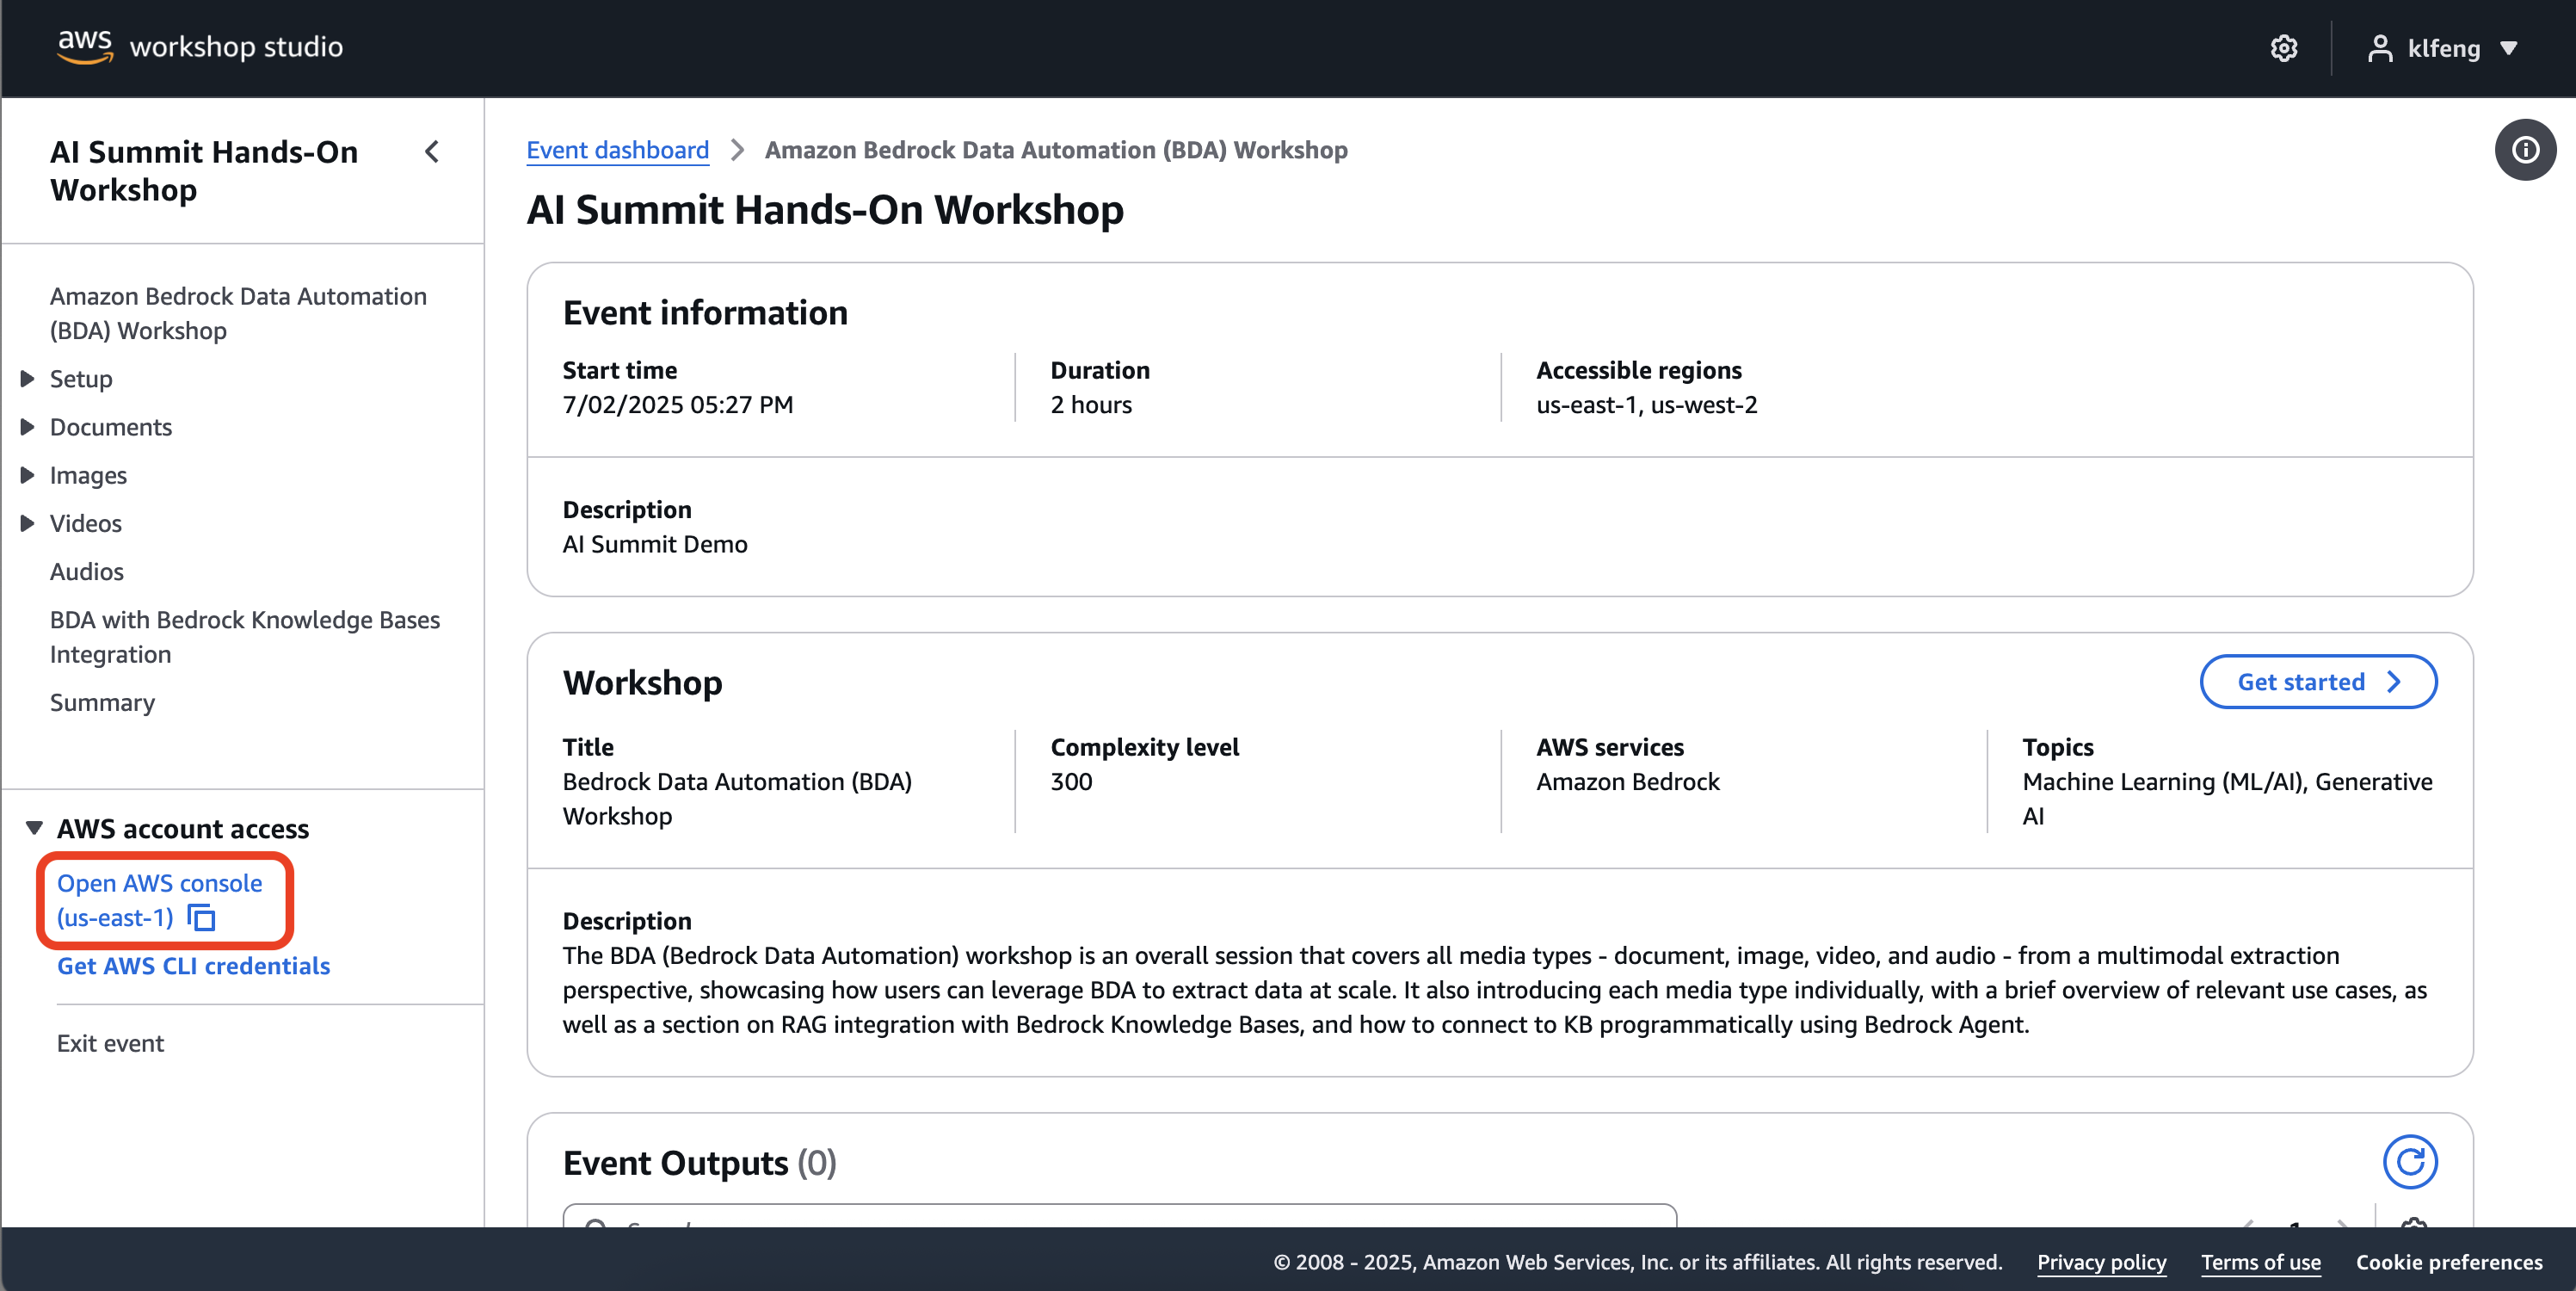 aws workshop studio
klfeng
AI Summit Hands-On
Workshop
Amazon Bedrock Data Automation
(BDA) Workshop
Setup
Documents
Images
Videos
Audios
BDA with Bedrock Knowledge Bases
Integration
Summary
AWS account access
Open AWS console
(us-east-1)
Get AWS CLI credentials
Exit event
Event dashboard > Amazon Bedrock Data Automation (BDA) Workshop
AI Summit Hands-On Workshop
Event information
Start time
7/02/2025 05:27 PM
Duration
2 hours
Accessible regions
us-east-1, us-west-2
Description
AI Summit Demo
Workshop
Get started
Title
Bedrock Data Automation (BDA)
Workshop
Complexity level
300
AWS services
Amazon Bedrock
Topics
Machine Learning (ML/AI), Generative
AI
Description
The BDA (Bedrock Data Automation) workshop is an overall session that covers all media types - document, image, video, and audio - from a multimodal extraction
perspective, showcasing how users can leverage BDA to extract data at scale. It also introducing each media type individually, with a brief overview of relevant use cases, as
well as a section on RAG integration with Bedrock Knowledge Bases, and how to connect to KB programmatically using Bedrock Agent.
Event Outputs (0)
© 2008 - 2025, Amazon Web Services, Inc. or its affiliates. All rights reserved.
Privacy policy
Terms of use
Cookie preferences